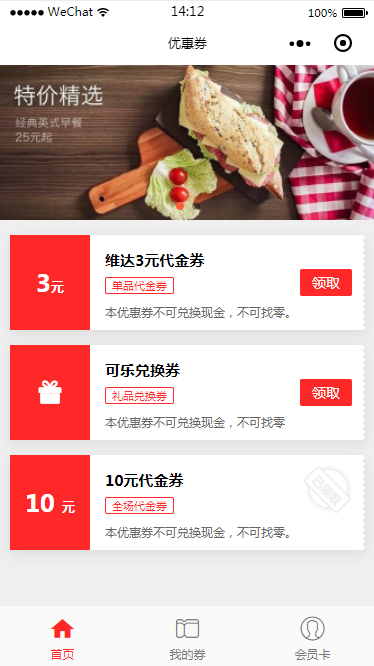 WeChat 14:12 100%
优惠券
特价精选
经典英式早餐
25元起
3元
维达3元代金券
单品代金券
领取
本优惠券不可兑换现金，不可找零。
可乐兑换券
礼品兑换券
领取
本优惠券不可兑换现金，不可找零
10 元
10元代金券
全场代金券
本优惠券不可兑换现金，不可找零。
首页 我的券 会员卡